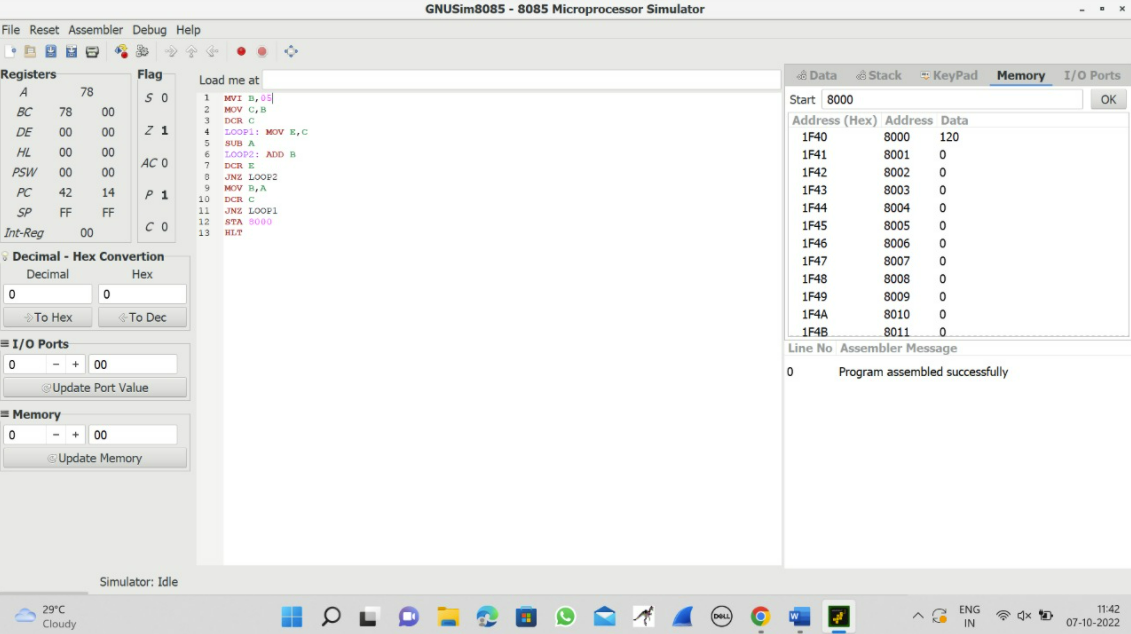 GNUSim8085 - 8085 Microprocessor Simulator
File Reset Assembler Debug Help
Registers Flag
A 78
BC 78 00
DE 00 00
HL 00 00
PSW 00 00
PC 42 14
SP FF FF
Int-Reg 00
S 0
Z 1
AC 0
P 1
C 0
Decimal - Hex Convertion
Decimal Hex
0 0
To Hex To Dec
I/O Ports
0 - + 00
Update Port Value
Memory
0 - + 00
Update Memory
Load me at
1 MVI B,05
2 MOV C,B
3 DCR C
4 LOOP1: MOV E,C
5 SUB A
6 LOOP2: ADD B
7 DCR E
8 JNZ LOOP2
9 MOV B,A
10 DCR C
11 JNZ LOOP1
12 STA 8000
13 HLT
Data Stack KeyPad Memory I/O Ports
Start 8000 OK
Address (Hex) Address Data
1F40 8000 120
1F41 8001 0
1F42 8002 0
1F43 8003 0
1F44 8004 0
1F45 8005 0
1F46 8006 0
1F47 8007 0
1F48 8008 0
1F49 8009 0
1F4A 8010 0
1F4B 8011 0
Line No Assembler Message
0 Program assembled successfully
Simulator: Idle
29°C
Cloudy
DELL
W
ENG
IN
11:42
07-10-2022